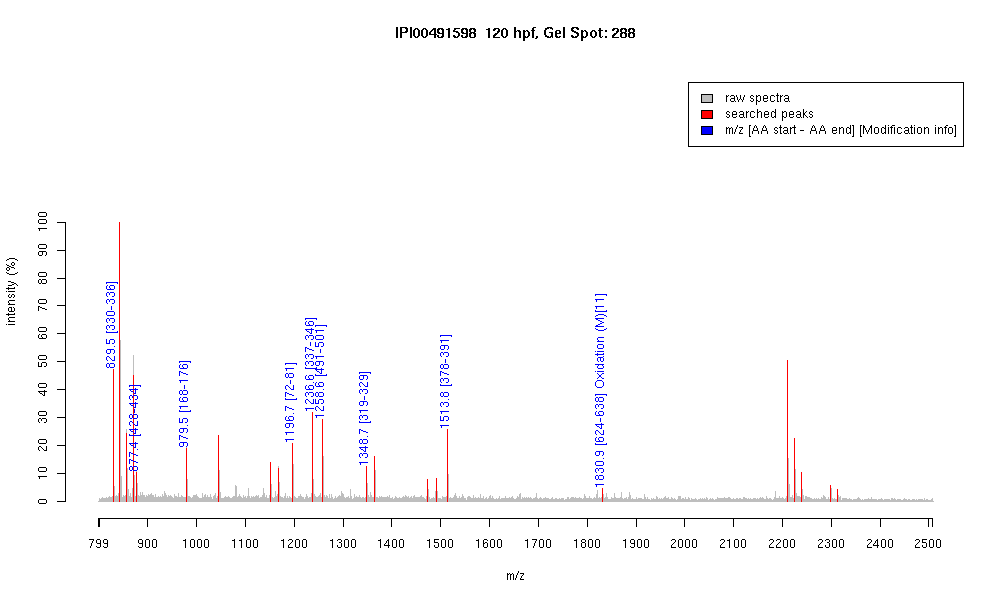 IPI00491598 120 hpf, Gel Spot: 288
raw spectra
searched peaks
m/z [AA start - AA end] [Modification info]
intensity (%)
100
90
80
70
60
50
40
30
20
10
0
829.5 [330-336]
877.4 [428-434]
979.5 [168-176]
1196.7 [72-81]
1236.6 [337-346]
1258.6 [491-501]
1348.7 [319-329]
1513.8 [378-391]
1830.9 [624-638] Oxidation (M)[11]
799 900 1000 1100 1200 1300 1400 1500 1600 1700 1800 1900 2000 2100 2200 2300 2400 2500
m/z